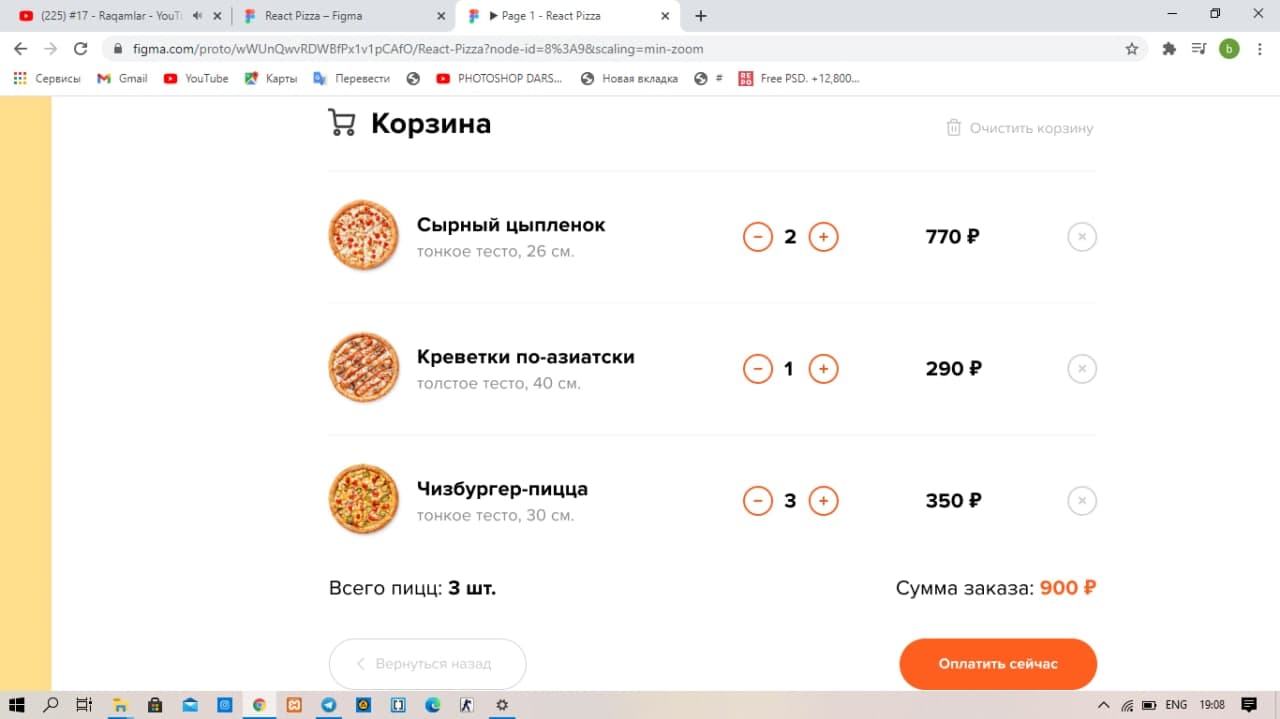 (225) #17 - Raqamlar - YouT
React Pizza – Figma
Page 1 - React Pizza
figma.com/proto/wWUnQwvRDWBfPx1v1pCAfO/React-Pizza?node-id=8%3A9&scaling=min-zoom
b
Сервисы
Gmail
YouTube
Карты
Перевести
PHOTOSHOP DARS...
Новая вкладка
#
Free PSD. +12,800...
Корзина
Очистить корзину
Сырный цыпленок
тонкое тесто, 26 см.
− 2 +
770 ₽
Креветки по-азиатски
толстое тесто, 40 см.
− 1 +
290 ₽
Чизбургер-пицца
тонкое тесто, 30 см.
− 3 +
350 ₽
Всего пицц: 3 шт.
Сумма заказа: 900 ₽
Вернуться назад
Оплатить сейчас
ENG
19:08